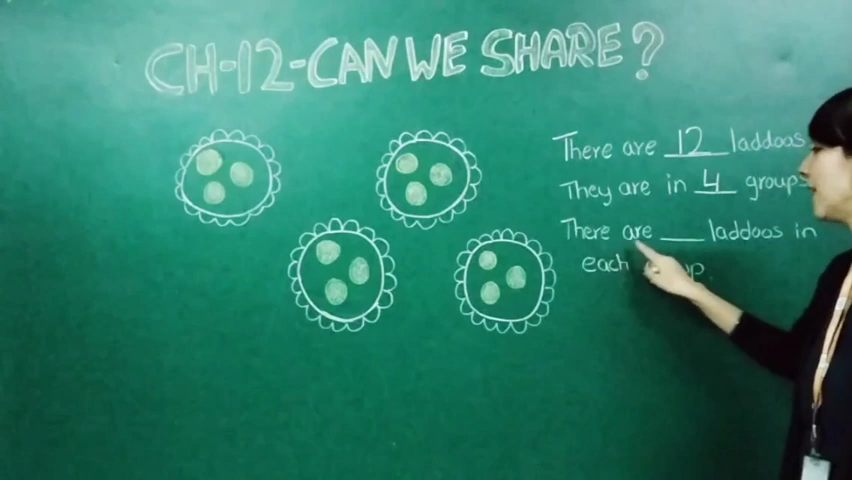 CH-12-CAN WE SHARE?
There are 12 laddoos
They are in 4 groups
There are ___ laddoos in
each